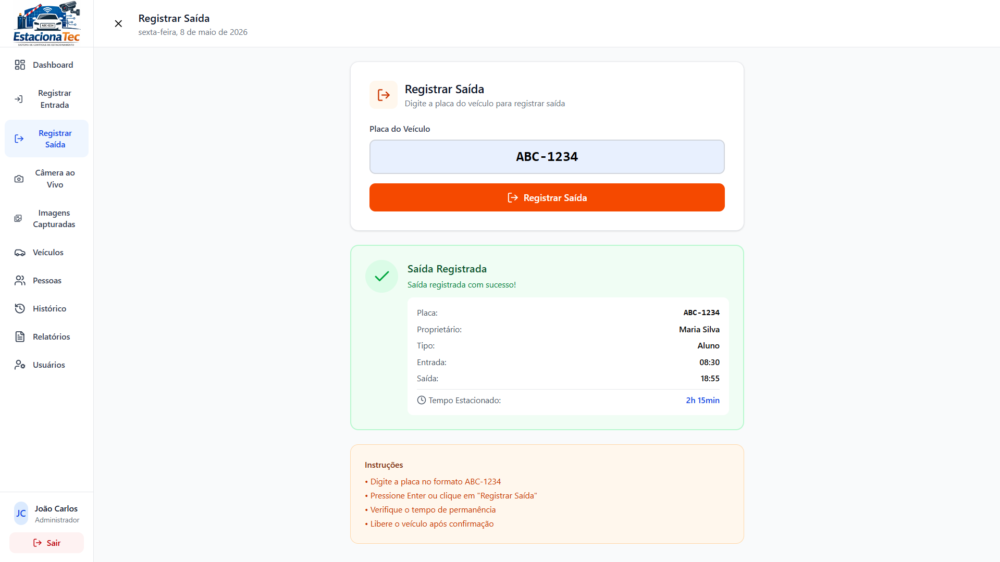 ABC-1234
EstacionaTec
SISTEMA DE CONTROLE DE ESTACIONAMENTO
Registrar Saída
sexta-feira, 8 de maio de 2026
Dashboard
Registrar
Entrada
Registrar
Saída
Câmera ao
Vivo
Imagens
Capturadas
Veículos
Pessoas
Histórico
Relatórios
Usuários
JC
João Carlos
Administrador
Sair
Registrar Saída
Digite a placa do veículo para registrar saída
Placa do Veículo
ABC-1234
Registrar Saída
Saída Registrada
Saída registrada com sucesso!
Placa: ABC-1234
Proprietário: Maria Silva
Tipo: Aluno
Entrada: 08:30
Saída: 18:55
Tempo Estacionado: 2h 15min
Instruções
• Digite a placa no formato ABC-1234
• Pressione Enter ou clique em "Registrar Saída"
• Verifique o tempo de permanência
• Libere o veículo após confirmação